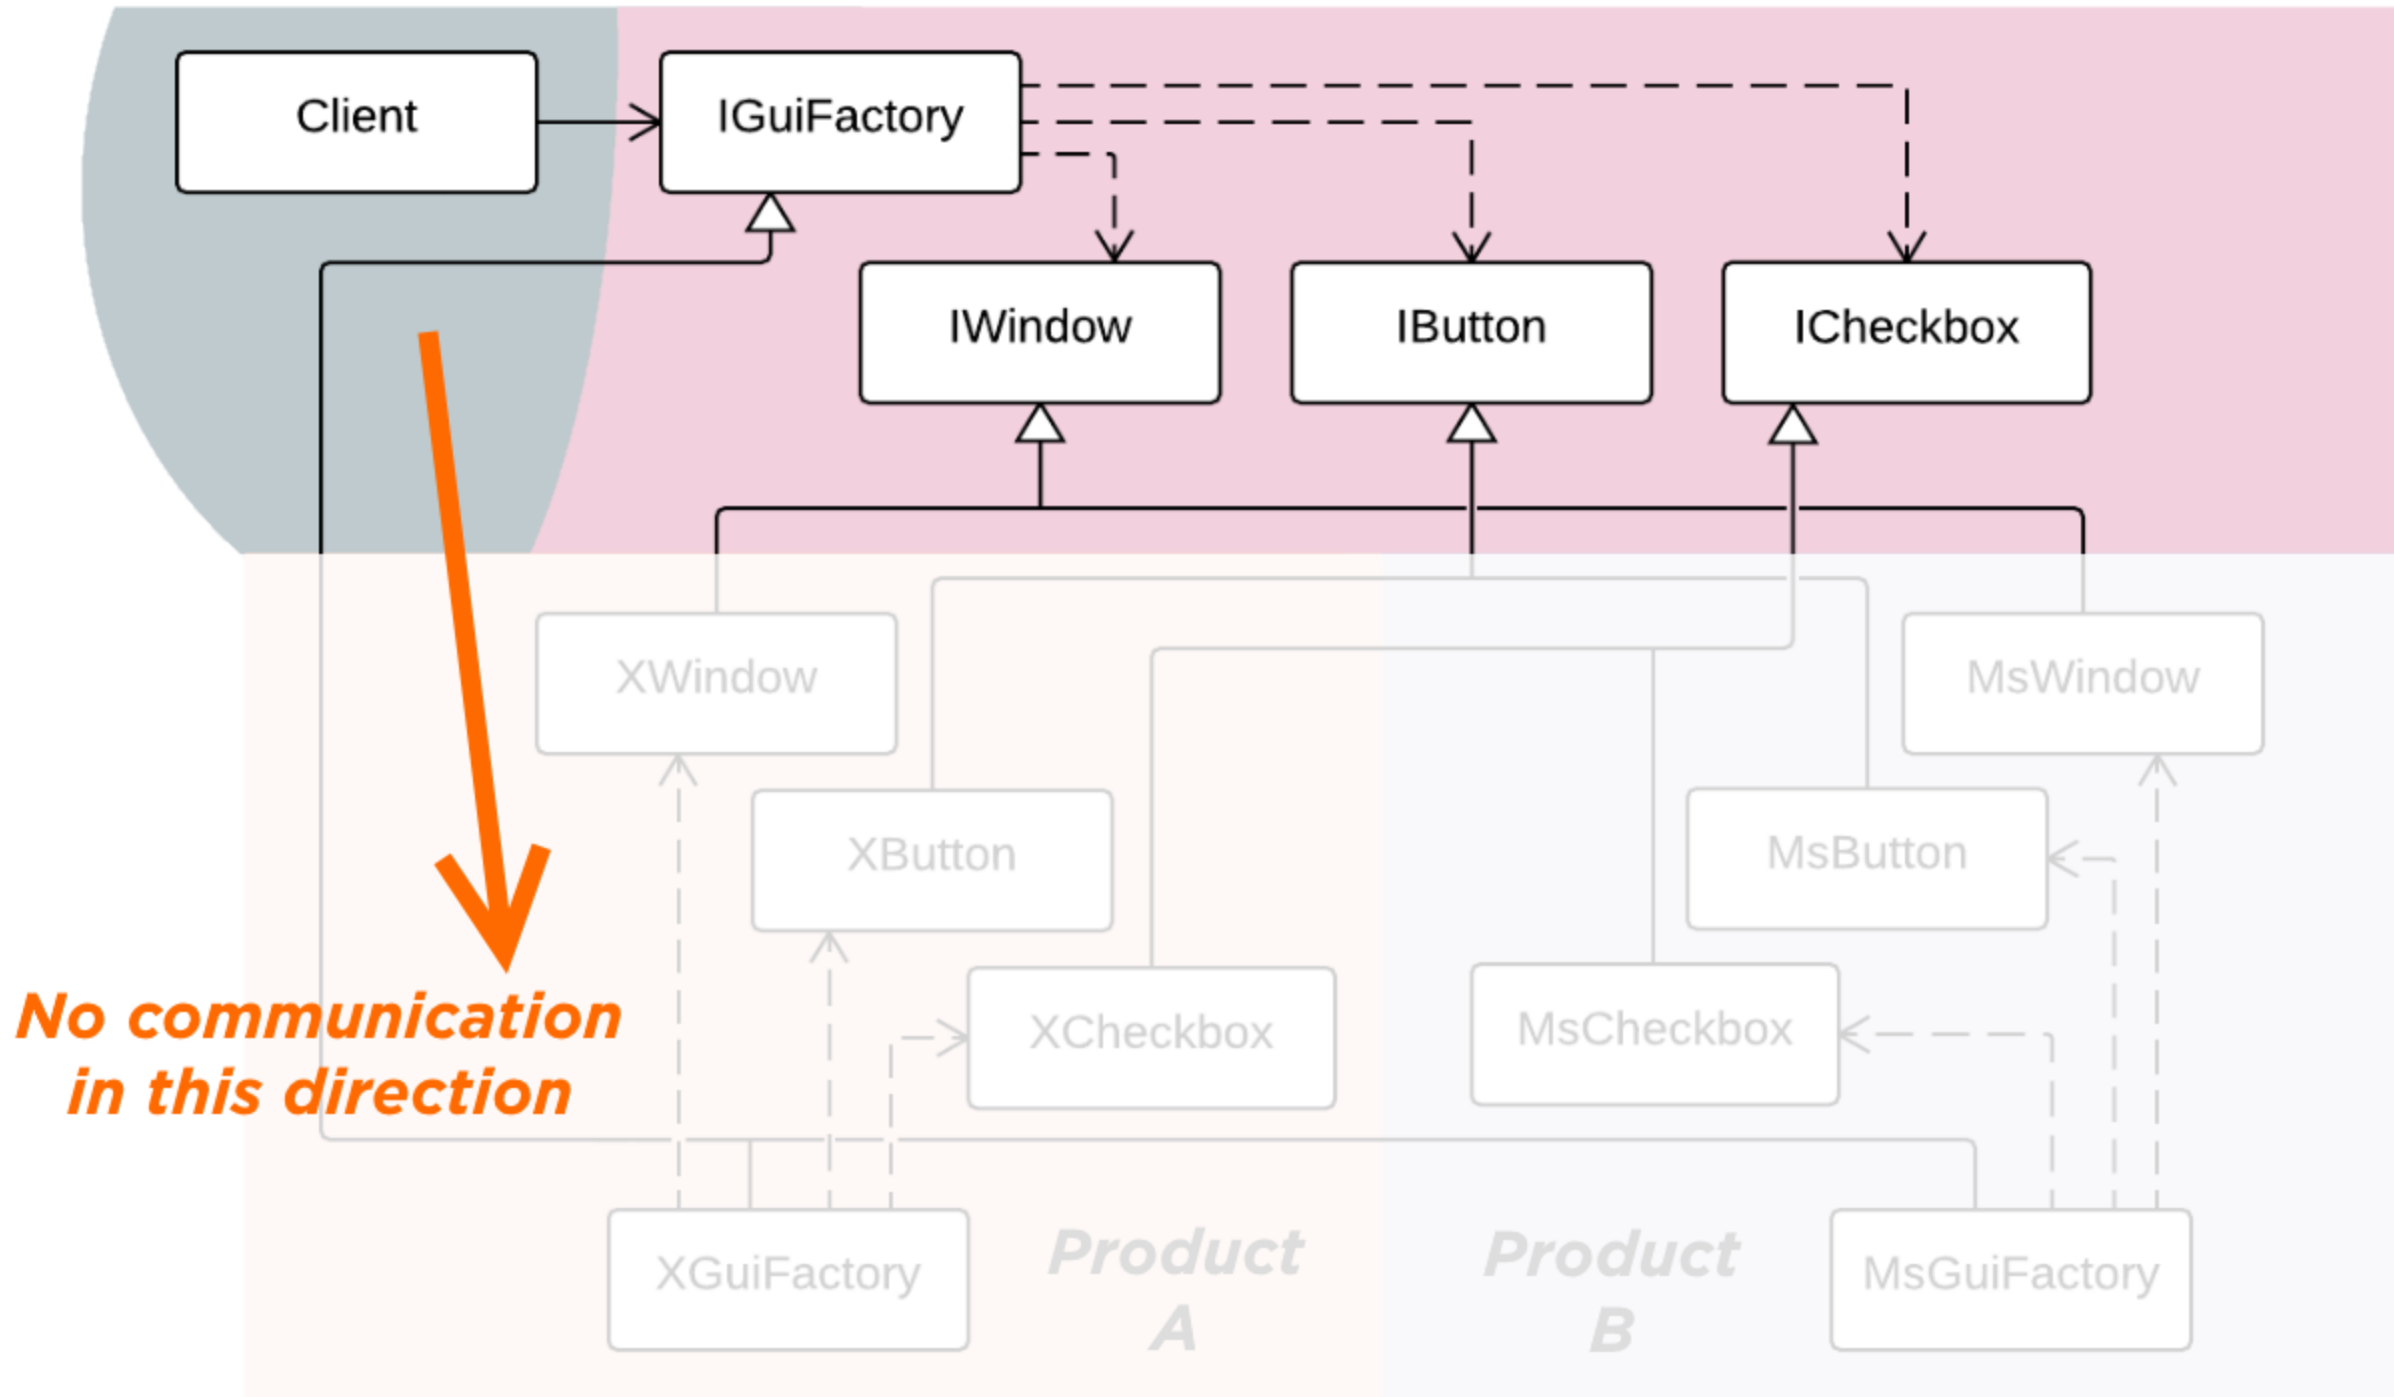 Client
IGuiFactory
IWindow
IButton
ICheckbox
XWindow
MsWindow
XButton
MsButton
XCheckbox
MsCheckbox
No communication
in this direction
XGuiFactory
Product
A
Product
B
MsGuiFactory